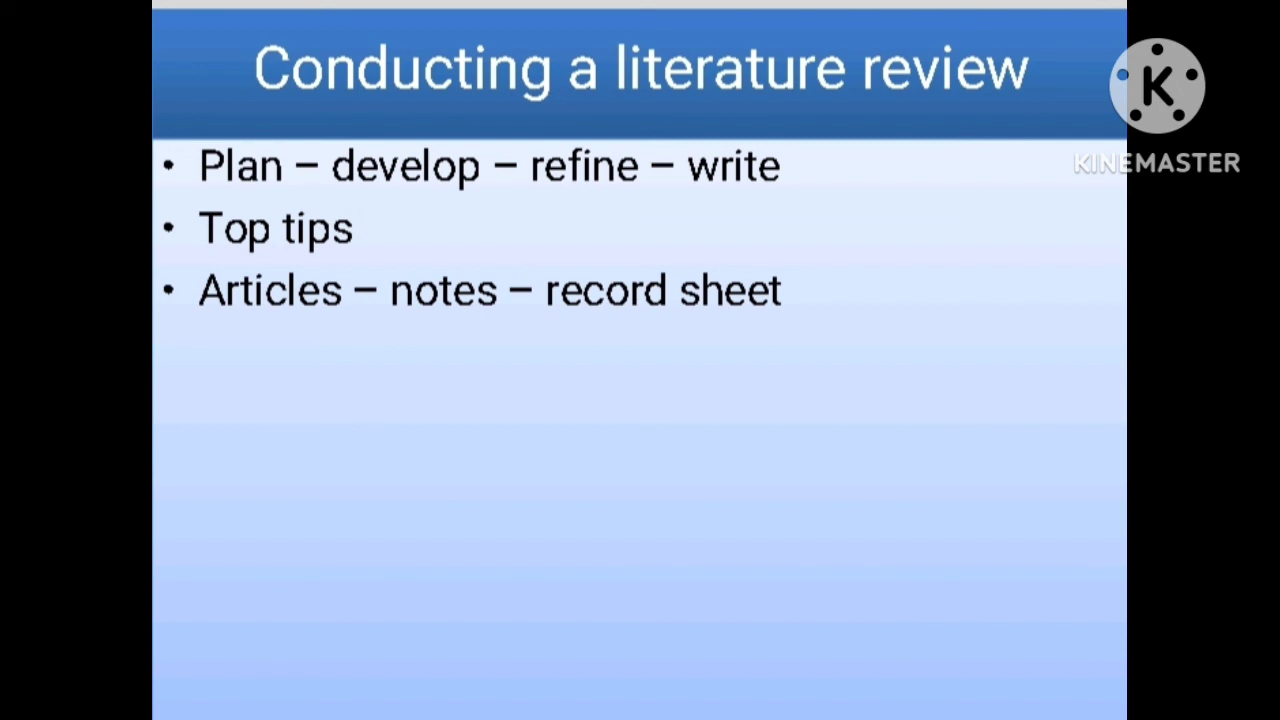 Conducting a literature review
• Plan – develop – refine – write
• Top tips
• Articles – notes – record sheet
K
KINEMASTER